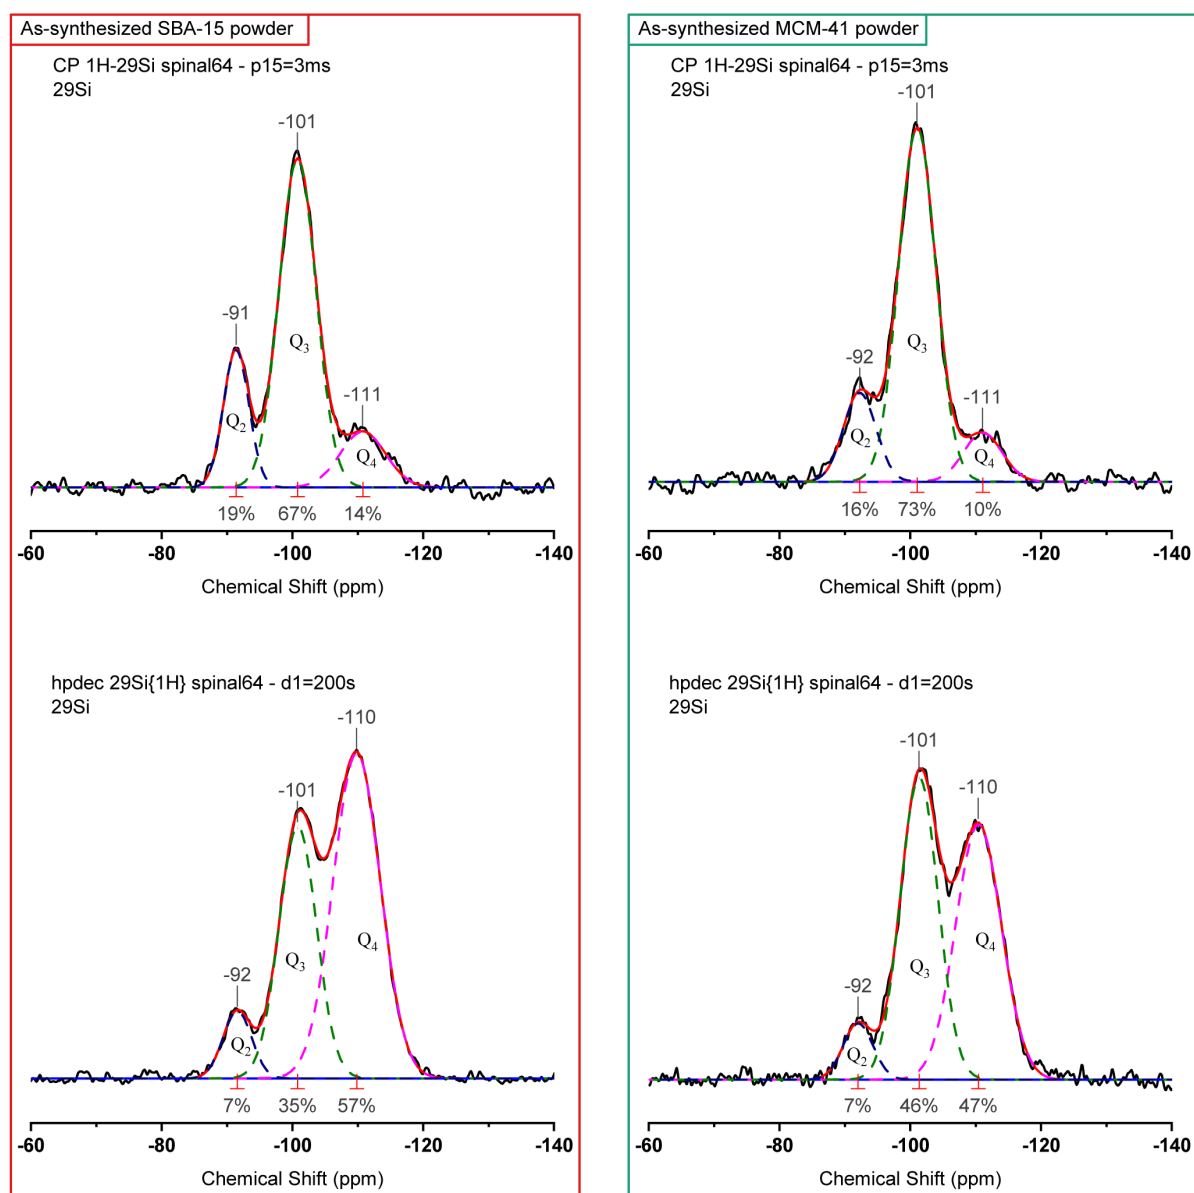 As-synthesized SBA-15 powder
CP 1H-29Si spinal64 - p15=3ms
29Si
-101
-91
Q3
-111
Q2
Q4
19% 67% 14%
-60 -80 -100 -120 -140
Chemical Shift (ppm)
hpdec 29Si{1H} spinal64 - d1=200s
29Si
-110
-101
-92
Q4
Q3
Q2
7% 35% 57%
-60 -80 -100 -120 -140
Chemical Shift (ppm)
As-synthesized MCM-41 powder
CP 1H-29Si spinal64 - p15=3ms
29Si
-101
Q3
-92
-111
Q2
Q4
16% 73% 10%
-60 -80 -100 -120 -140
Chemical Shift (ppm)
hpdec 29Si{1H} spinal64 - d1=200s
29Si
-101
-110
Q4
Q3
-92
Q2
7% 46% 47%
-60 -80 -100 -120 -140
Chemical Shift (ppm)